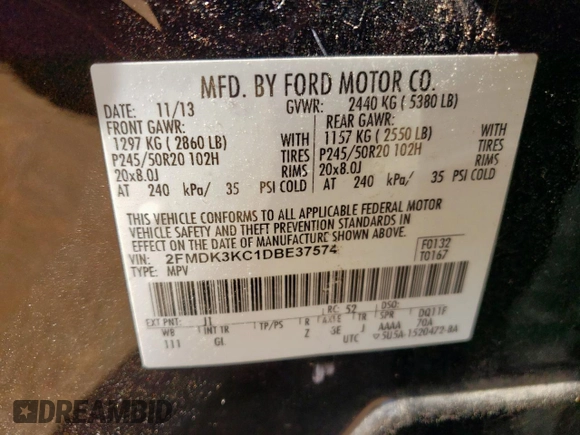 MFD. BY FORD MOTOR CO.
DATE: 11/13 GVWR: 2440 KG ( 5380 LB)
FRONT GAWR: REAR GAWR:
1297 KG ( 2860 LB) WITH 1157 KG ( 2550 LB) WITH
P245/50R20 102H TIRES P245/50R20 102H TIRES
20x8.0J RIMS 20x8.0J RIMS
AT 240 kPa/ 35 PSI COLD AT 240 kPa/ 35 PSI COLD
THIS VEHICLE CONFORMS TO ALL APPLICABLE FEDERAL MOTOR
VEHICLE SAFETY AND THEFT PREVENTION STANDARDS IN
EFFECT ON THE DATE OF MANUFACTURE SHOWN ABOVE.
VIN: 2FMDK3KC1DBE37574 F0132
TYPE: MPV T0167
EXT PNT: J1 RC: 52 DSO:
WB INT TR TP/PS R AXLE TR SPR DQ11F
111 GL Z GE J AAAA 70A
UTC 5U5A-1520472-BA
DREAMBID